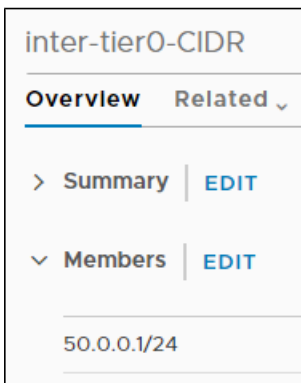 inter-tier0-CIDR
Overview Related
Summary EDIT
Members EDIT
50.0.0.1/24